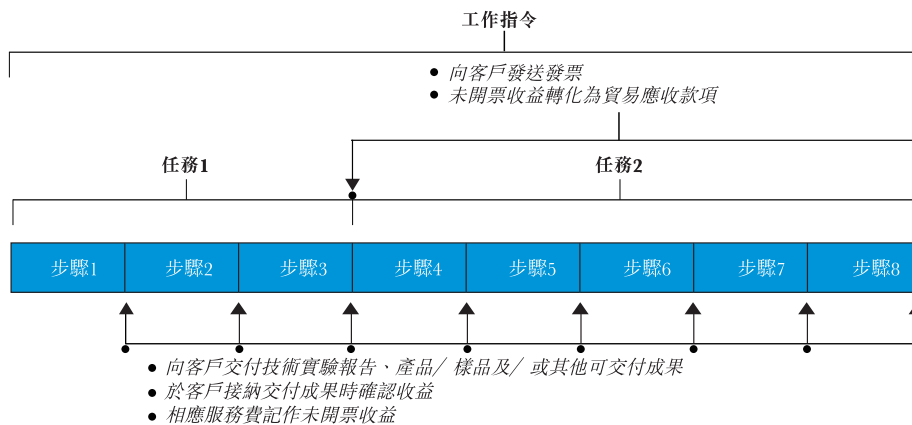 工作指令
• 向客戶發送發票
• 未開票收益轉化為貿易應收款項
任務1 任務2
步驟1 步驟2 步驟3 步驟4 步驟5 步驟6 步驟7 步驟8
• 向客戶交付技術實驗報告、產品/ 樣品及/ 或其他可交付成果
• 於客戶接納交付成果時確認收益
• 相應服務費記作未開票收益